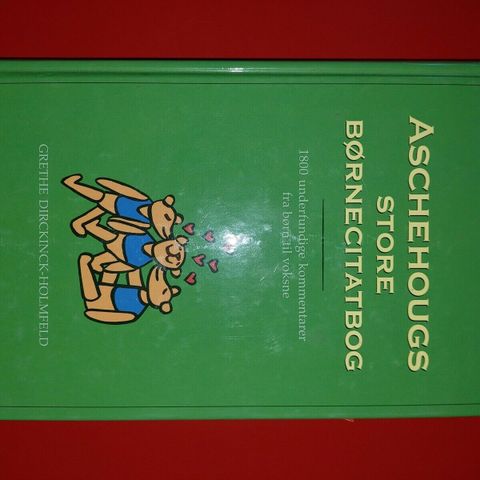 ASCHEHOUGS
STORE
BØRNECITATBOG
1800 underfundige kommentarer
fra børn til voksne
GRETHE DIRCKINCK-HOLMFELD